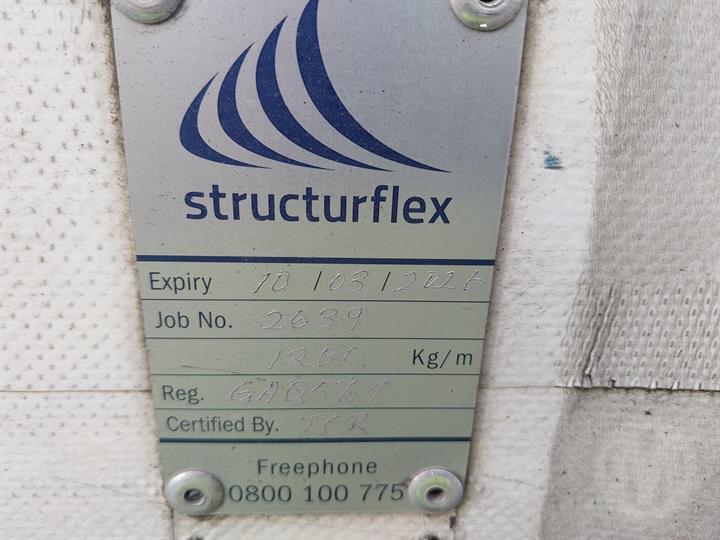 structurflex
Expiry 10/03/2026
Job No. 2639
1200 Kg/m
Reg.
Certified By.
Freephone
0800 100 775